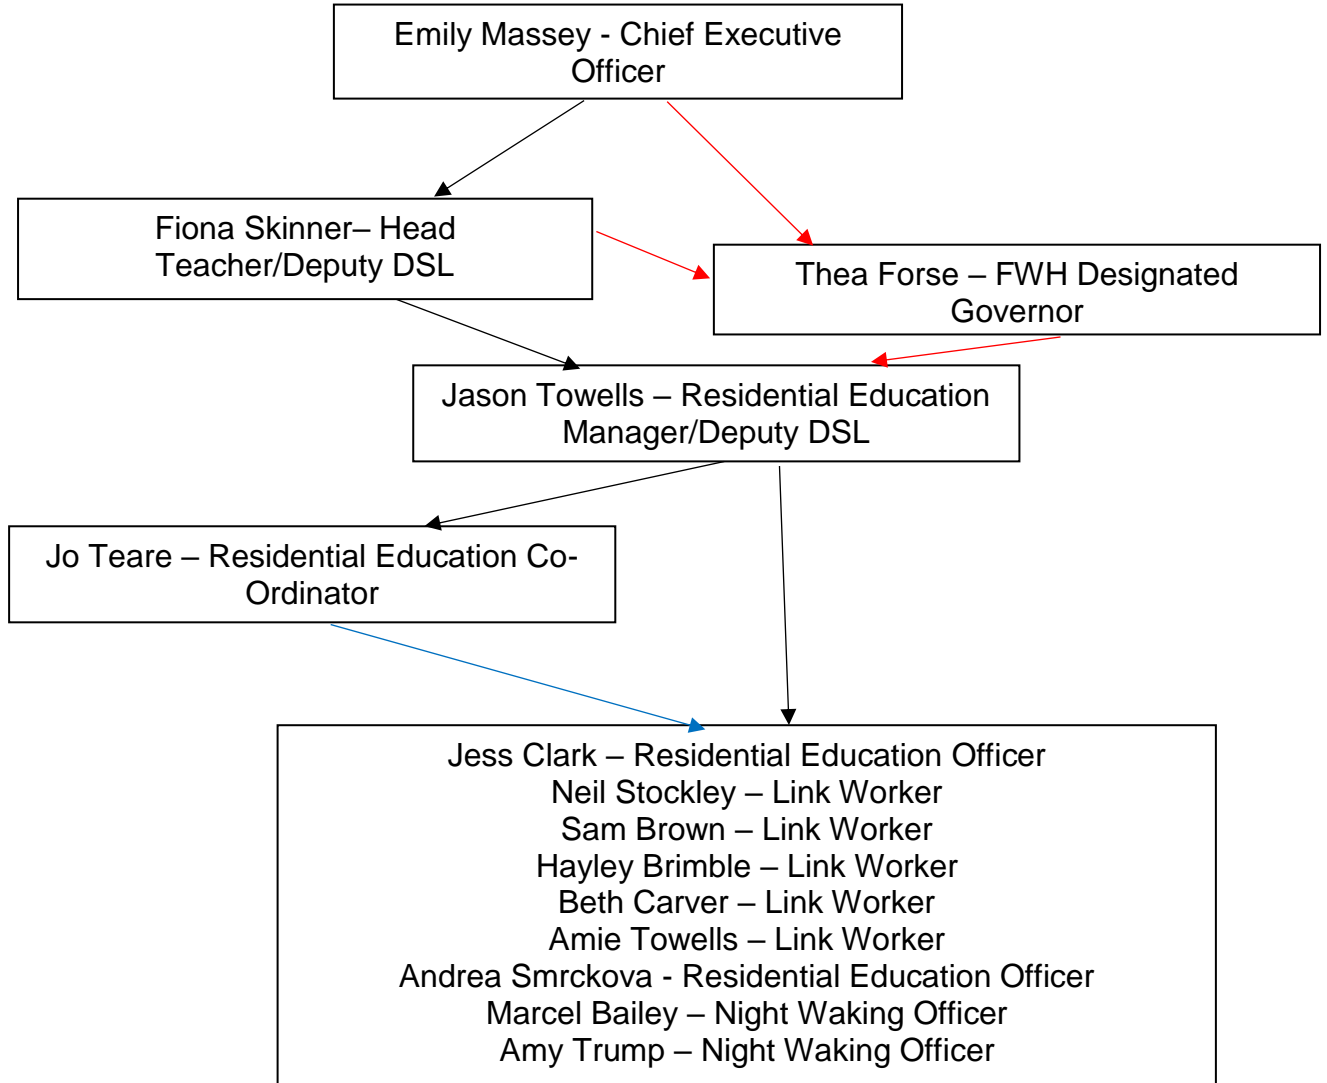 Emily Massey - Chief Executive
Officer
Fiona Skinner– Head
Teacher/Deputy DSL
Thea Forse – FWH Designated
Governor
Jason Towells – Residential Education
Manager/Deputy DSL
Jo Teare – Residential Education Co-
Ordinator
Jess Clark – Residential Education Officer
Neil Stockley – Link Worker
Sam Brown – Link Worker
Hayley Brimble – Link Worker
Beth Carver – Link Worker
Amie Towells – Link Worker
Andrea Smrckova - Residential Education Officer
Marcel Bailey – Night Waking Officer
Amy Trump – Night Waking Officer